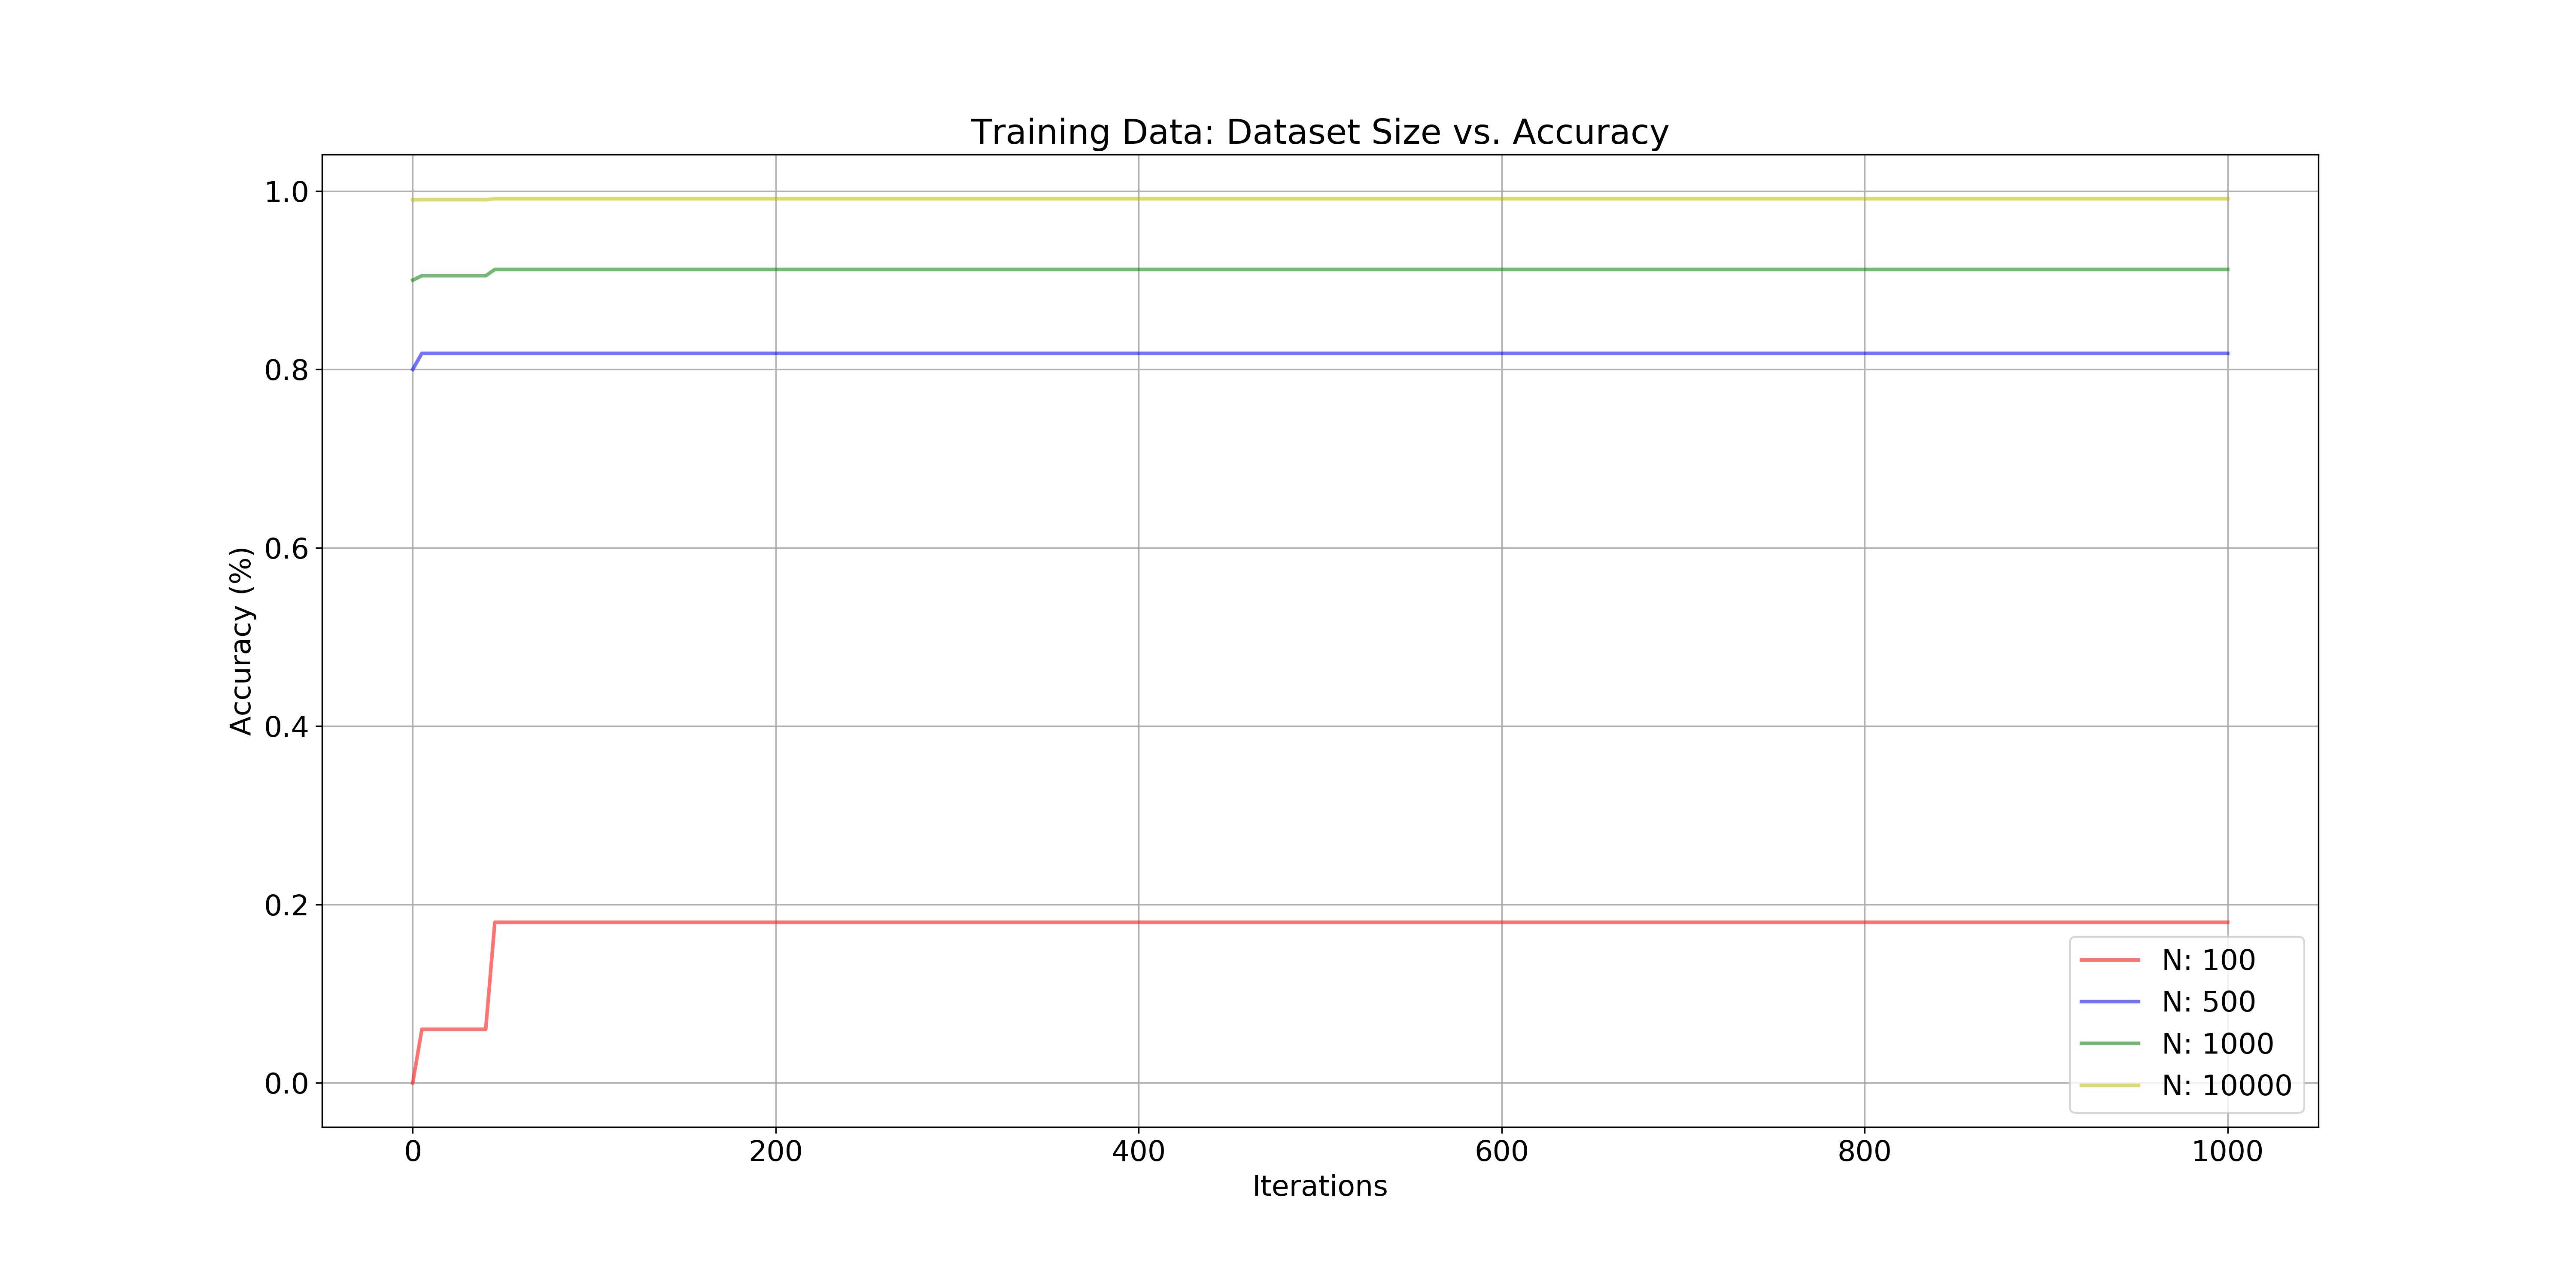 Training Data: Dataset Size vs. Accuracy
Accuracy (%)
1.0
0.8
0.6
0.4
0.2
0.0
0 200 400 600 800 1000
Iterations
N: 100
N: 500
N: 1000
N: 10000